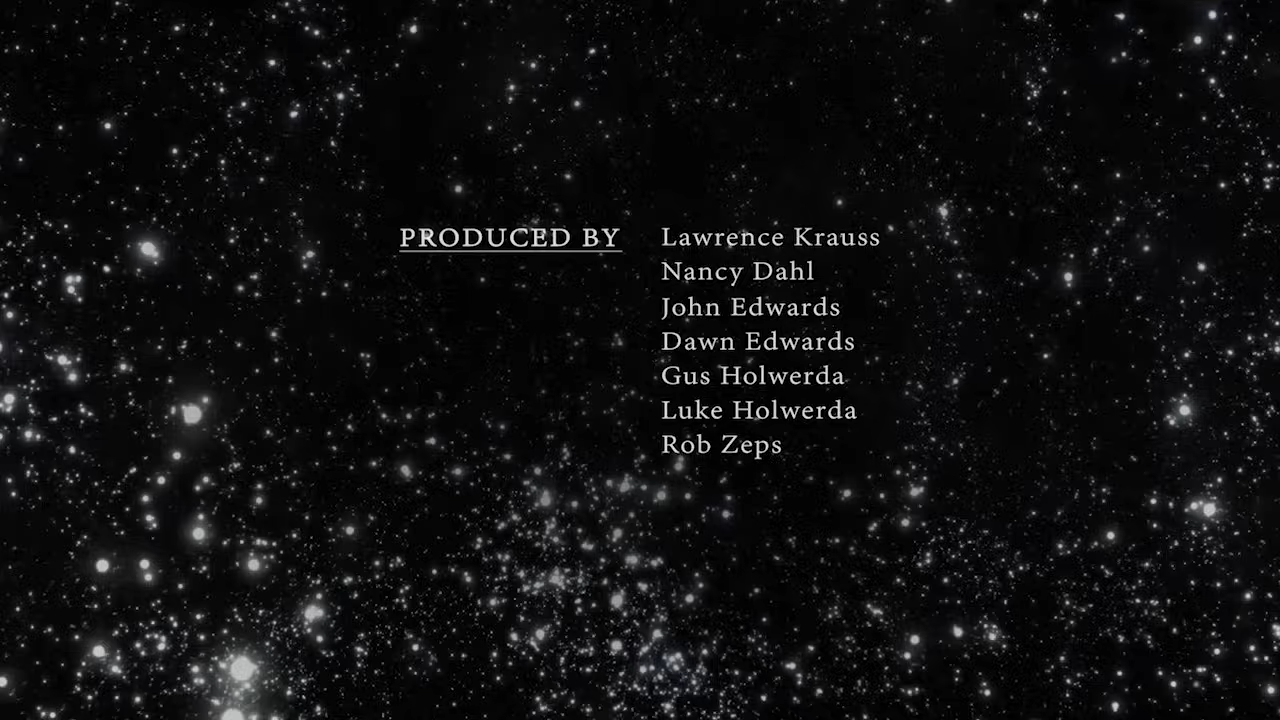 PRODUCED BY Lawrence Krauss
Nancy Dahl
John Edwards
Dawn Edwards
Gus Holwerda
Luke Holwerda
Rob Zeps